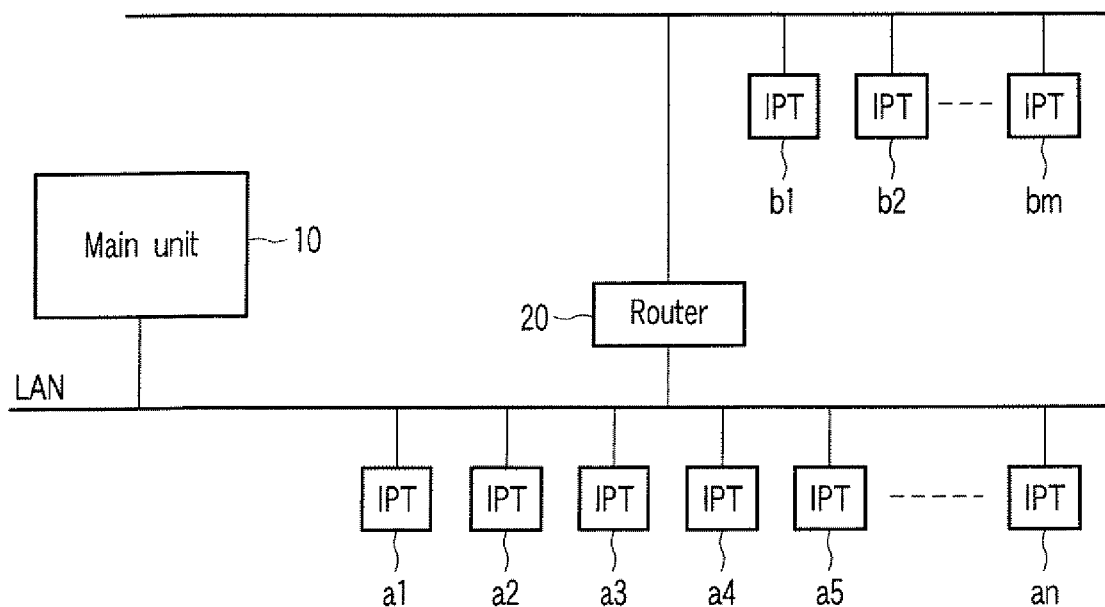 IPT IPT IPT
b1 b2 bm
Main unit 10
20 Router
LAN
IPT IPT IPT IPT IPT IPT
a1 a2 a3 a4 a5 an